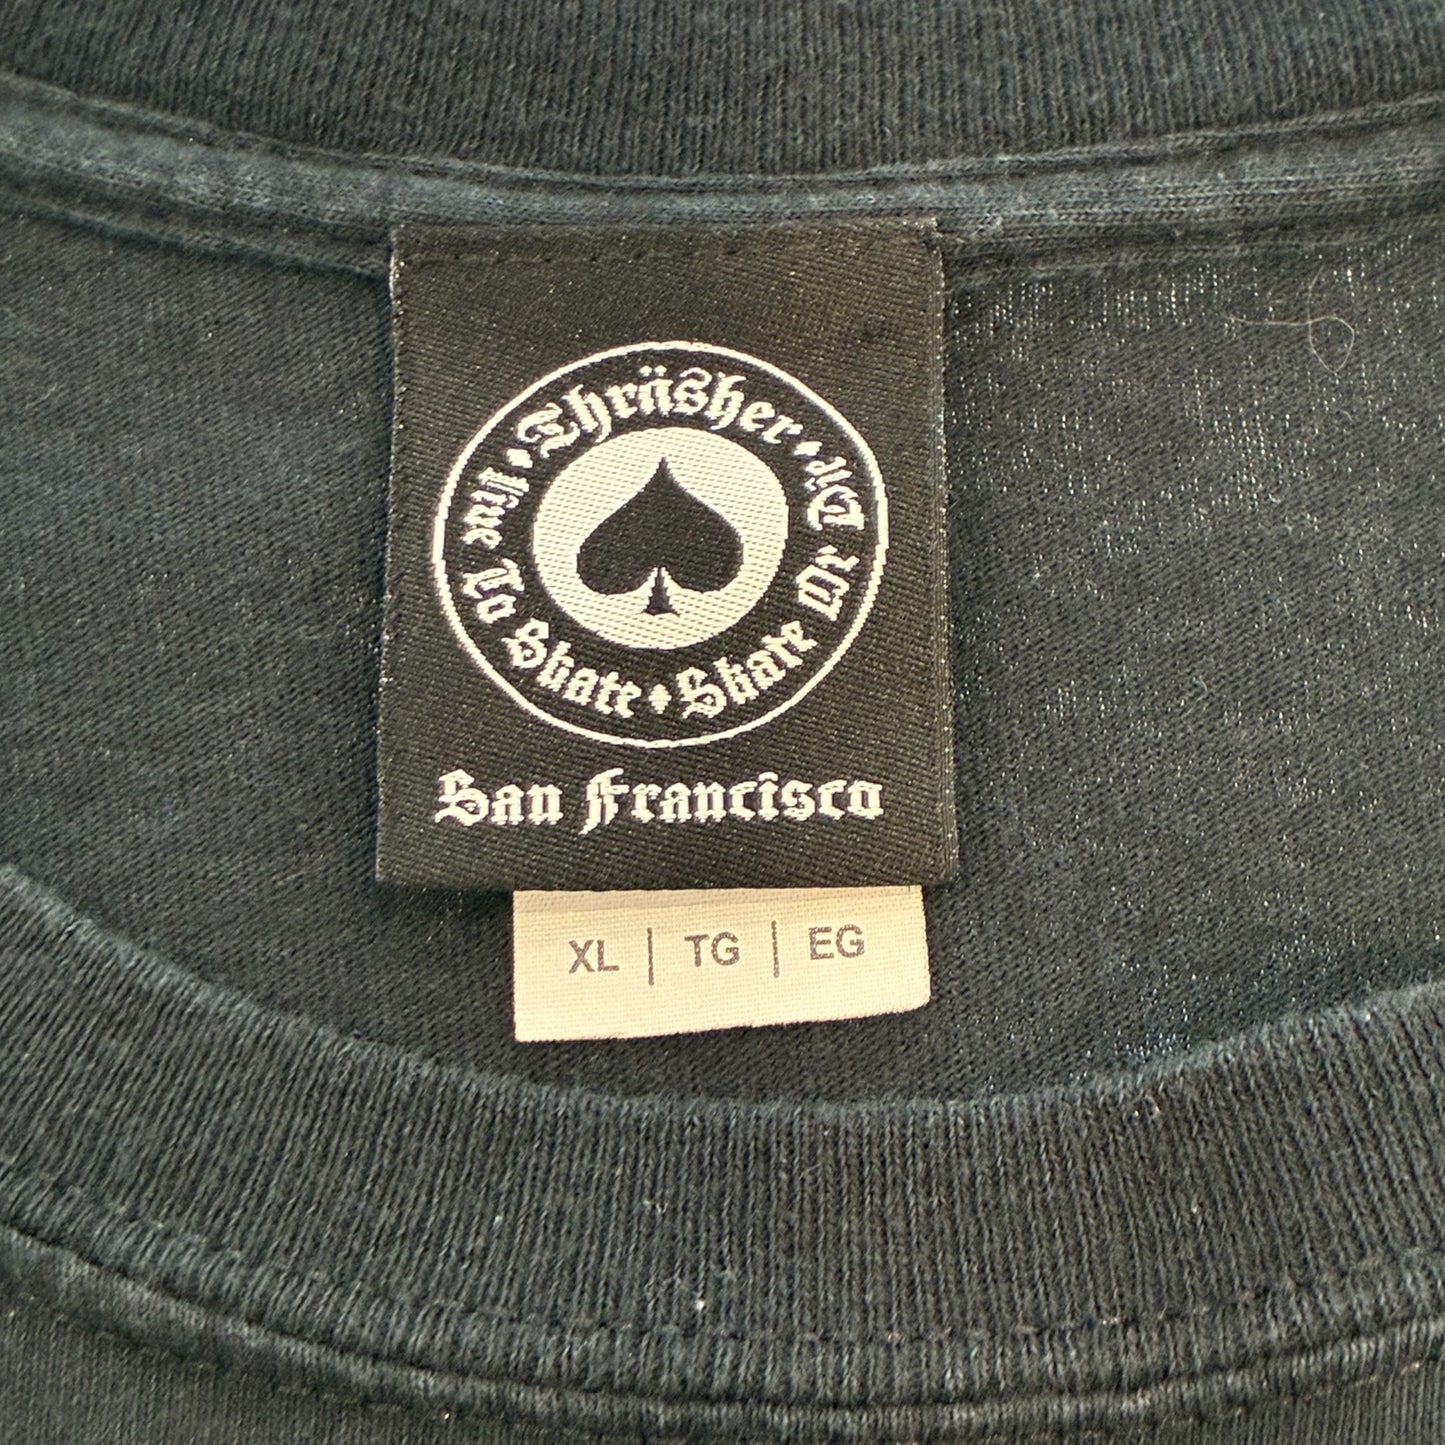 Thräsher
Live To Skate
Skate Or Die
San Francisco
XL | TG | EG